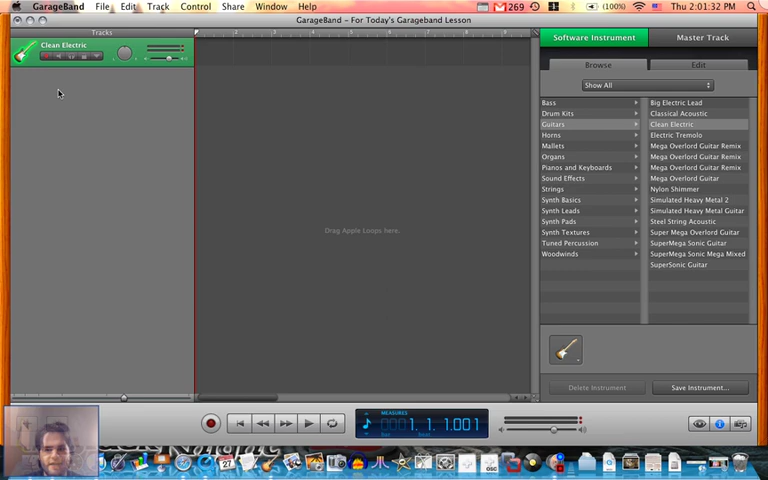 GarageBand File Edit Track Control Share Window Help 269 (100%) Thu 2:01:32 PM
GarageBand - For Today's Garageband Lesson
Tracks
Clean Electric
Drag Apple Loops here.
Software Instrument Master Track
Browse Edit
Show All
Bass Big Electric Lead
Drum Kits Classical Acoustic
Guitars Clean Electric
Horns Electric Tremolo
Mallets Mega Overlord Guitar Remix
Organs Mega Overlord Guitar Remix
Pianos and Keyboards Mega Overlord Guitar Remix
Sound Effects Mega Overlord Guitar
Strings Nylon Shimmer
Synth Basics Simulated Heavy Metal 2
Synth Leads Simulated Heavy Metal Guitar
Synth Pads Steel String Acoustic
Synth Textures Super Mega Overlord Guitar
Tuned Percussion SuperMega Sonic Guitar
Woodwinds SuperMega Sonic Mega Mixed
SuperSonic Guitar
Delete Instrument Save Instrument...
MEASURES
1. 1. 1.001